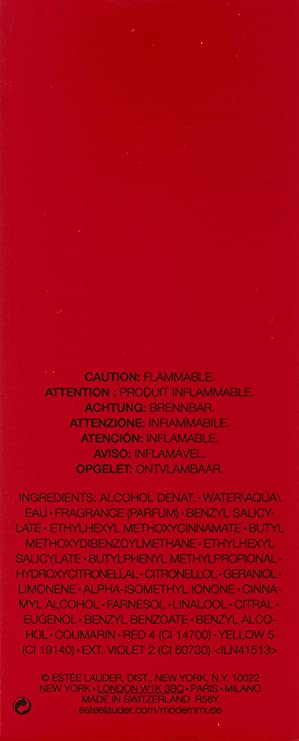 CAUTION: FLAMMABLE.
ATTENTION : PRODUIT INFLAMMABLE.
ACHTUNG: BRENNBAR.
ATTENZIONE: INFIAMMABILE.
ATENCIÓN: INFLAMABLE.
AVISO: INFLAMÁVEL.
OPGELET: ONTVLAMBAAR.
INGREDIENTS: ALCOHOL DENAT. • WATER\AQUA\
EAU • FRAGRANCE (PARFUM) • BENZYL SALICY-
LATE • ETHYLHEXYL METHOXYCINNAMATE • BUTYL
METHOXYDIBENZOYLMETHANE • ETHYLHEXYL
SALICYLATE • BUTYLPHENYL METHYLPROPIONAL •
HYDROXYCITRONELLAL • CITRONELLOL • GERANIOL •
LIMONENE • ALPHA-ISOMETHYL IONONE • CINNA-
MYL ALCOHOL • FARNESOL • LINALOOL • CITRAL •
EUGENOL • BENZYL BENZOATE • BENZYL ALCO-
HOL • COUMARIN • RED 4 (CI 14700) • YELLOW 5
(CI 19140) • EXT. VIOLET 2 (CI 60730) <ILN41513>
© ESTĒE LAUDER, DIST., NEW YORK, N.Y. 10022
NEW YORK • LONDON W1K 3BQ • PARIS • MILANO
MADE IN SWITZERLAND R56Y
esteelauder.com/modernmuse